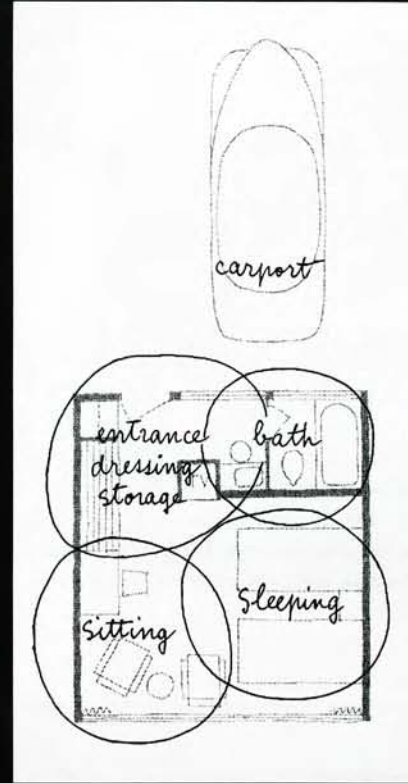 carport
entrance
dressing
storage
bath
Sleeping
Sitting